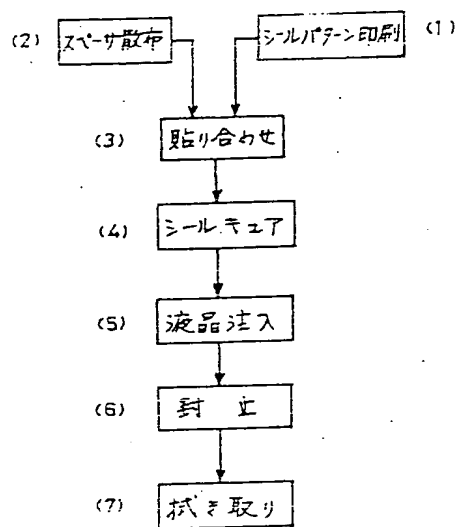 (2) スペーサ散布 シールパターン印刷 (1)
(3) 貼り合わせ
(4) シールキュア
(5) 液晶注入
(6) 封止
(7) 拭き取り